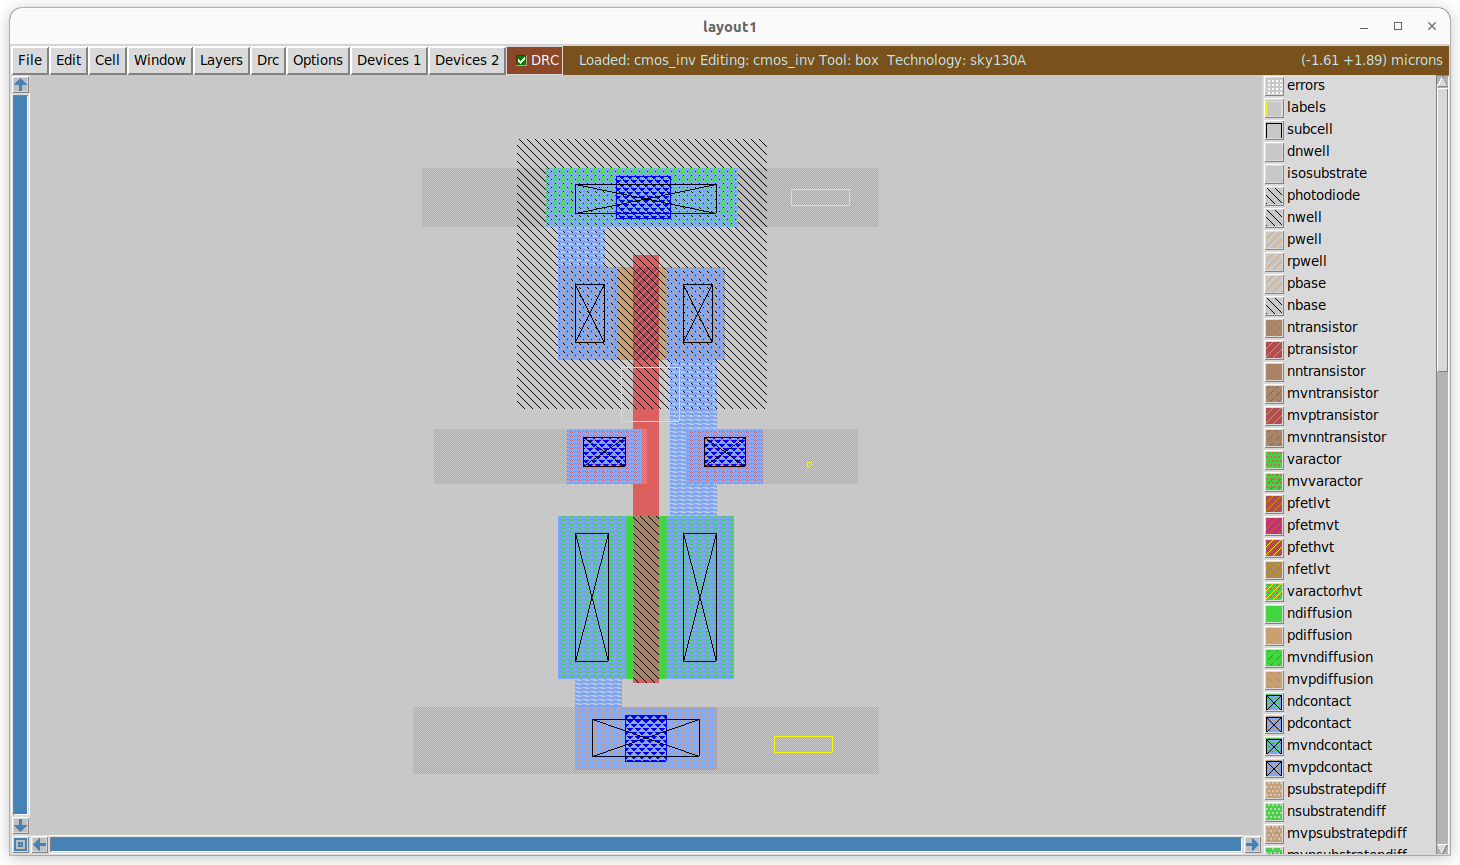 layout1
File Edit Cell Window Layers Drc Options Devices 1 Devices 2 DRC Loaded: cmos_inv Editing: cmos_inv Tool: box Technology: sky130A (-1.61 +1.89) microns
errors
labels
subcell
dnwell
isosubstrate
photodiode
nwell
pwell
rpwell
pbase
nbase
ntransistor
ptransistor
nntransistor
mvntransistor
mvptransistor
mvnntransistor
varactor
mvvaractor
pfetlvt
pfetmvt
pfethvt
nfetlvt
varactorhvt
ndiffusion
pdiffusion
mvndiffusion
mvpdiffusion
ndcontact
pdcontact
mvndcontact
mvpdcontact
psubstratepdiff
nsubstratendiff
mvpsubstratepdiff